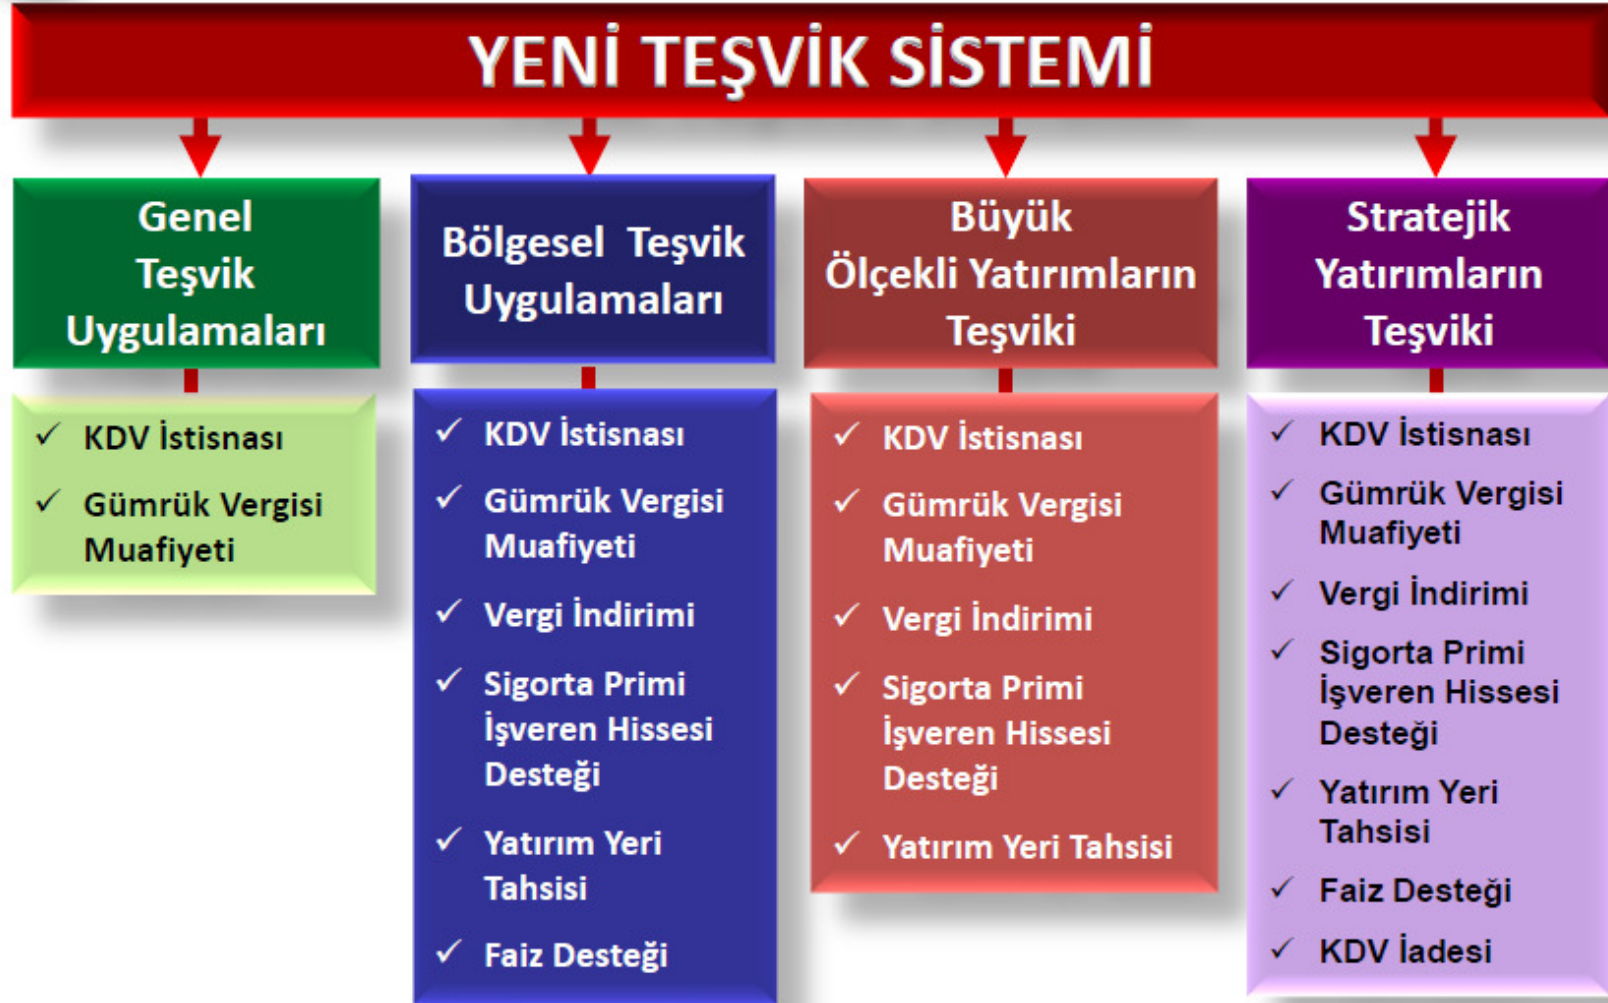 YENİ TEŞVİK SİSTEMİ
Genel
Teşvik
Uygulamaları
✓ KDV İstisnası
✓ Gümrük Vergisi
Muafiyeti
Bölgesel Teşvik
Uygulamaları
✓ KDV İstisnası
✓ Gümrük Vergisi
Muafiyeti
✓ Vergi İndirimi
✓ Sigorta Primi
İşveren Hissesi
Desteği
✓ Yatırım Yeri
Tahsisi
✓ Faiz Desteği
Büyük
Ölçekli Yatırımların
Teşviki
✓ KDV İstisnası
✓ Gümrük Vergisi
Muafiyeti
✓ Vergi İndirimi
✓ Sigorta Primi
İşveren Hissesi
Desteği
✓ Yatırım Yeri Tahsisi
Stratejik
Yatırımların
Teşviki
✓ KDV İstisnası
✓ Gümrük Vergisi
Muafiyeti
✓ Vergi İndirimi
✓ Sigorta Primi
İşveren Hissesi
Desteği
✓ Yatırım Yeri
Tahsisi
✓ Faiz Desteği
✓ KDV İadesi